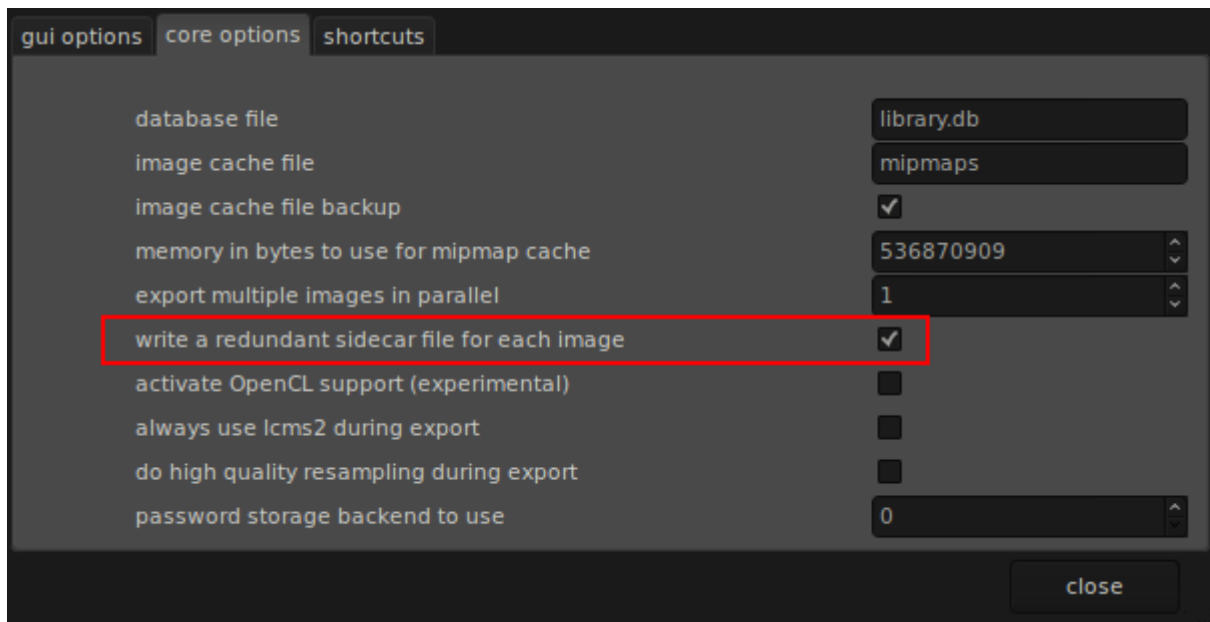 gui options core options shortcuts
database file library.db
image cache file mipmaps
image cache file backup
memory in bytes to use for mipmap cache 536870909
export multiple images in parallel 1
write a redundant sidecar file for each image
activate OpenCL support (experimental)
always use lcms2 during export
do high quality resampling during export
password storage backend to use 0
close